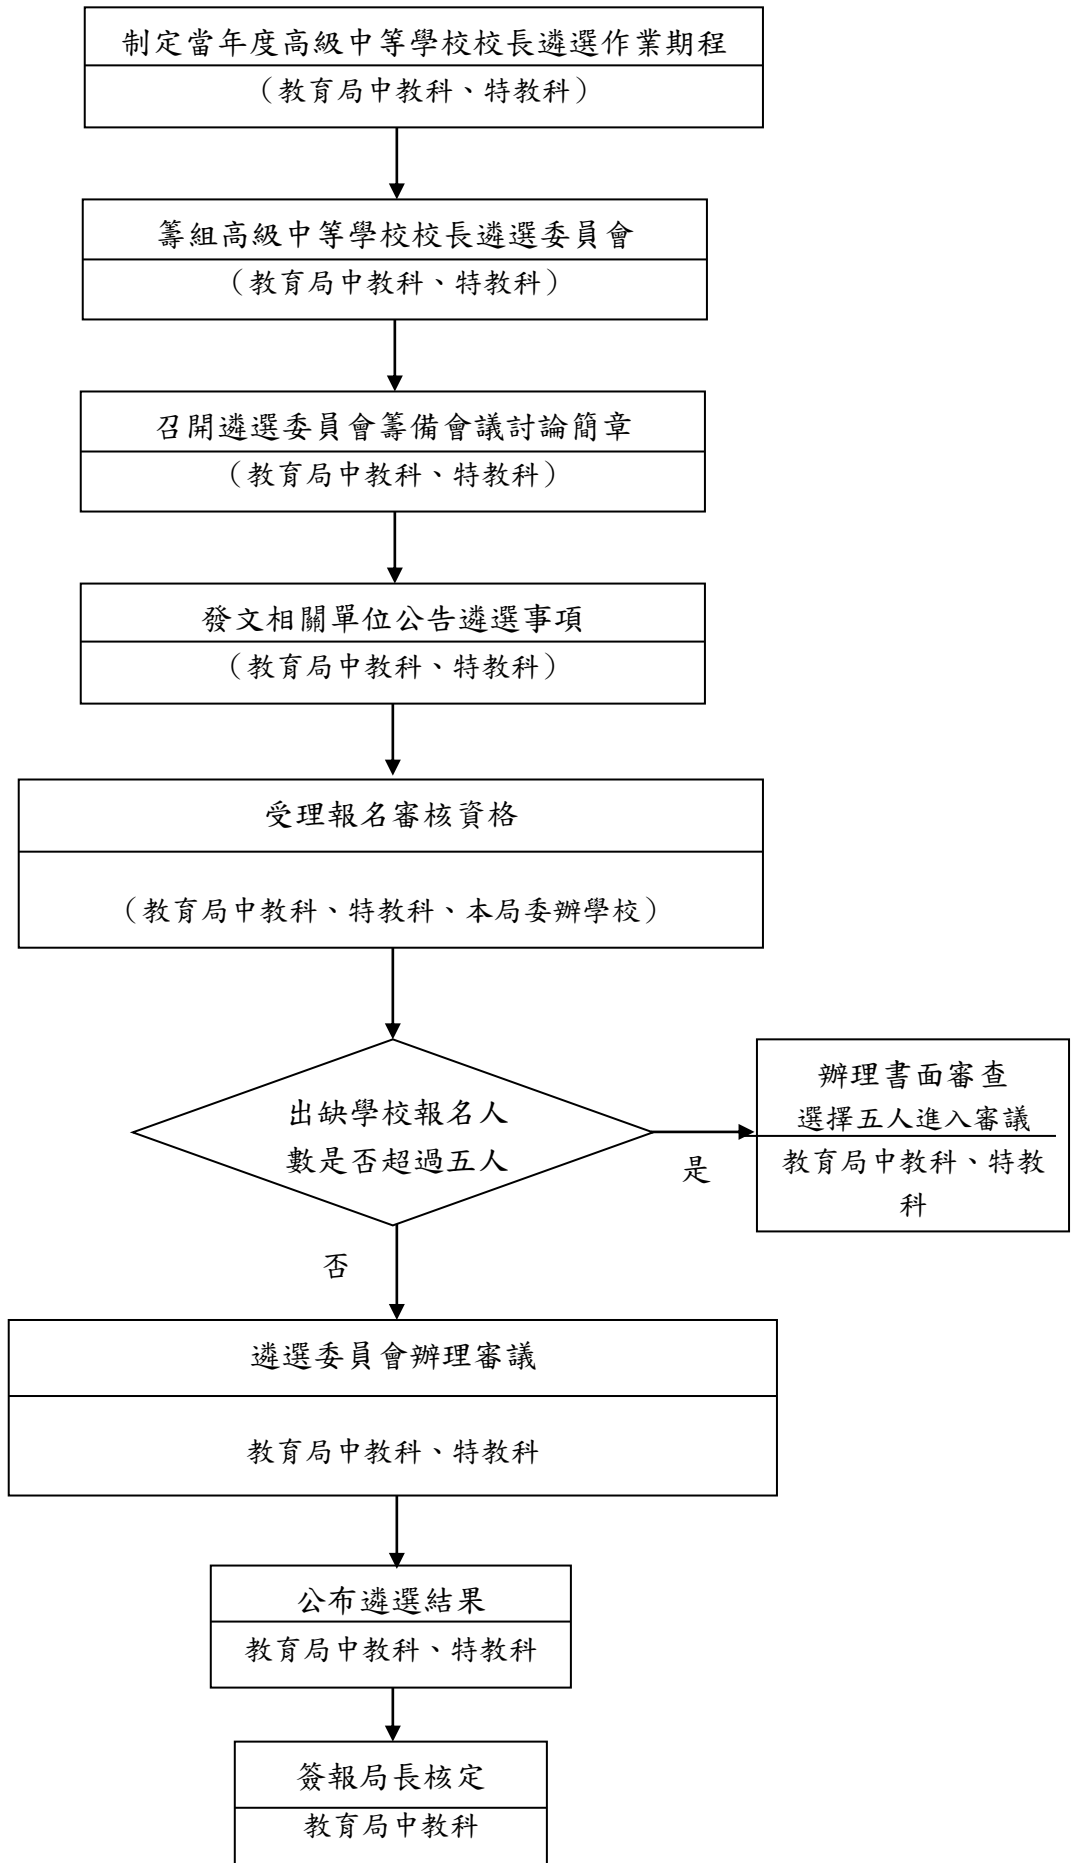 制定當年度高級中等學校校長遴選作業期程
（教育局中教科、特教科）
籌組高級中等學校校長遴選委員會
（教育局中教科、特教科）
召開遴選委員會籌備會議討論簡章
（教育局中教科、特教科）
發文相關單位公告遴選事項
（教育局中教科、特教科）
受理報名審核資格
（教育局中教科、特教科、本局委辦學校）
出缺學校報名人
數是否超過五人
是
辦理書面審查
選擇五人進入審議
教育局中教科、特教
科
否
遴選委員會辦理審議
教育局中教科、特教科
公布遴選結果
教育局中教科、特教科
簽報局長核定
教育局中教科